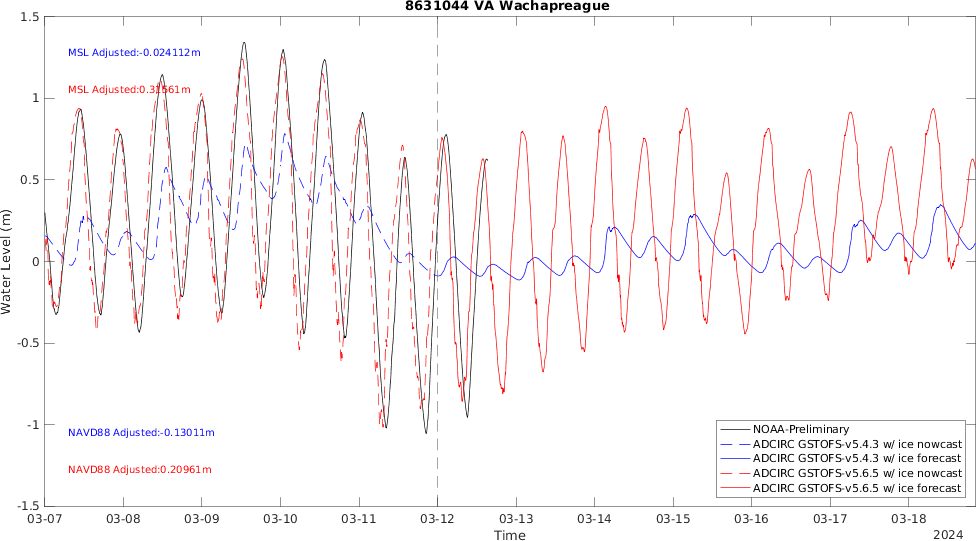 8631044 VA Wachapreague
Water Level (m)
1.5
1
0.5
0
-0.5
-1
-1.5
MSL Adjusted:-0.024112m
MSL Adjusted:0.32561m
NAVD88 Adjusted:-0.13011m
NAVD88 Adjusted:0.20961m
NOAA-Preliminary
ADCIRC GSTOFS-v5.4.3 w/ ice nowcast
ADCIRC GSTOFS-v5.4.3 w/ ice forecast
ADCIRC GSTOFS-v5.6.5 w/ ice nowcast
ADCIRC GSTOFS-v5.6.5 w/ ice forecast
03-07 03-08 03-09 03-10 03-11 03-12 03-13 03-14 03-15 03-16 03-17 03-18
Time
2024